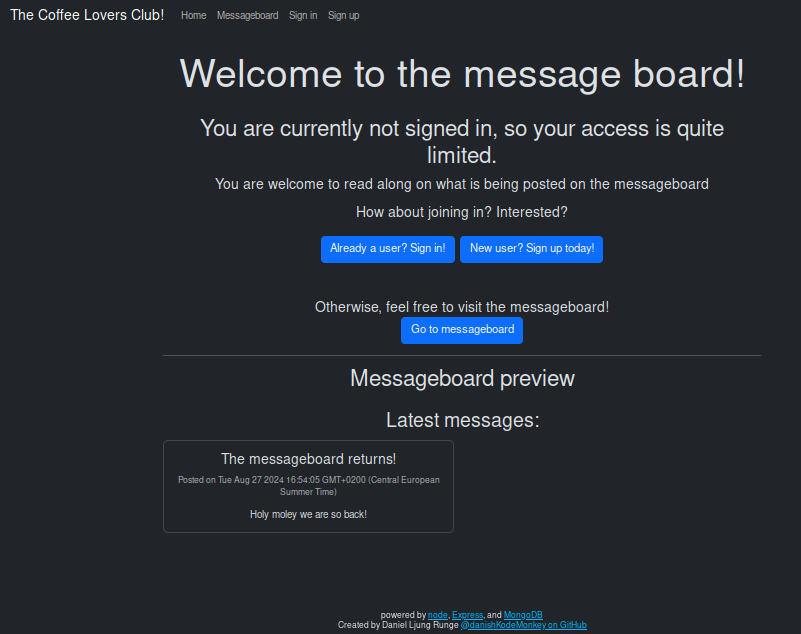 The Coffee Lovers Club! Home Messageboard Sign in Sign up
Welcome to the message board!
You are currently not signed in, so your access is quite
limited.
You are welcome to read along on what is being posted on the messageboard
How about joining in? Interested?
Already a user? Sign in! New user? Sign up today!
Otherwise, feel free to visit the messageboard!
Go to messageboard
Messageboard preview
Latest messages:
The messageboard returns!
Posted on Tue Aug 27 2024 16:54:05 GMT+0200 (Central European
Summer Time)
Holy moley we are so back!
powered by node, Express, and MongoDB
Created by Daniel Ljung Runge @danishKodeMonkey on GitHub